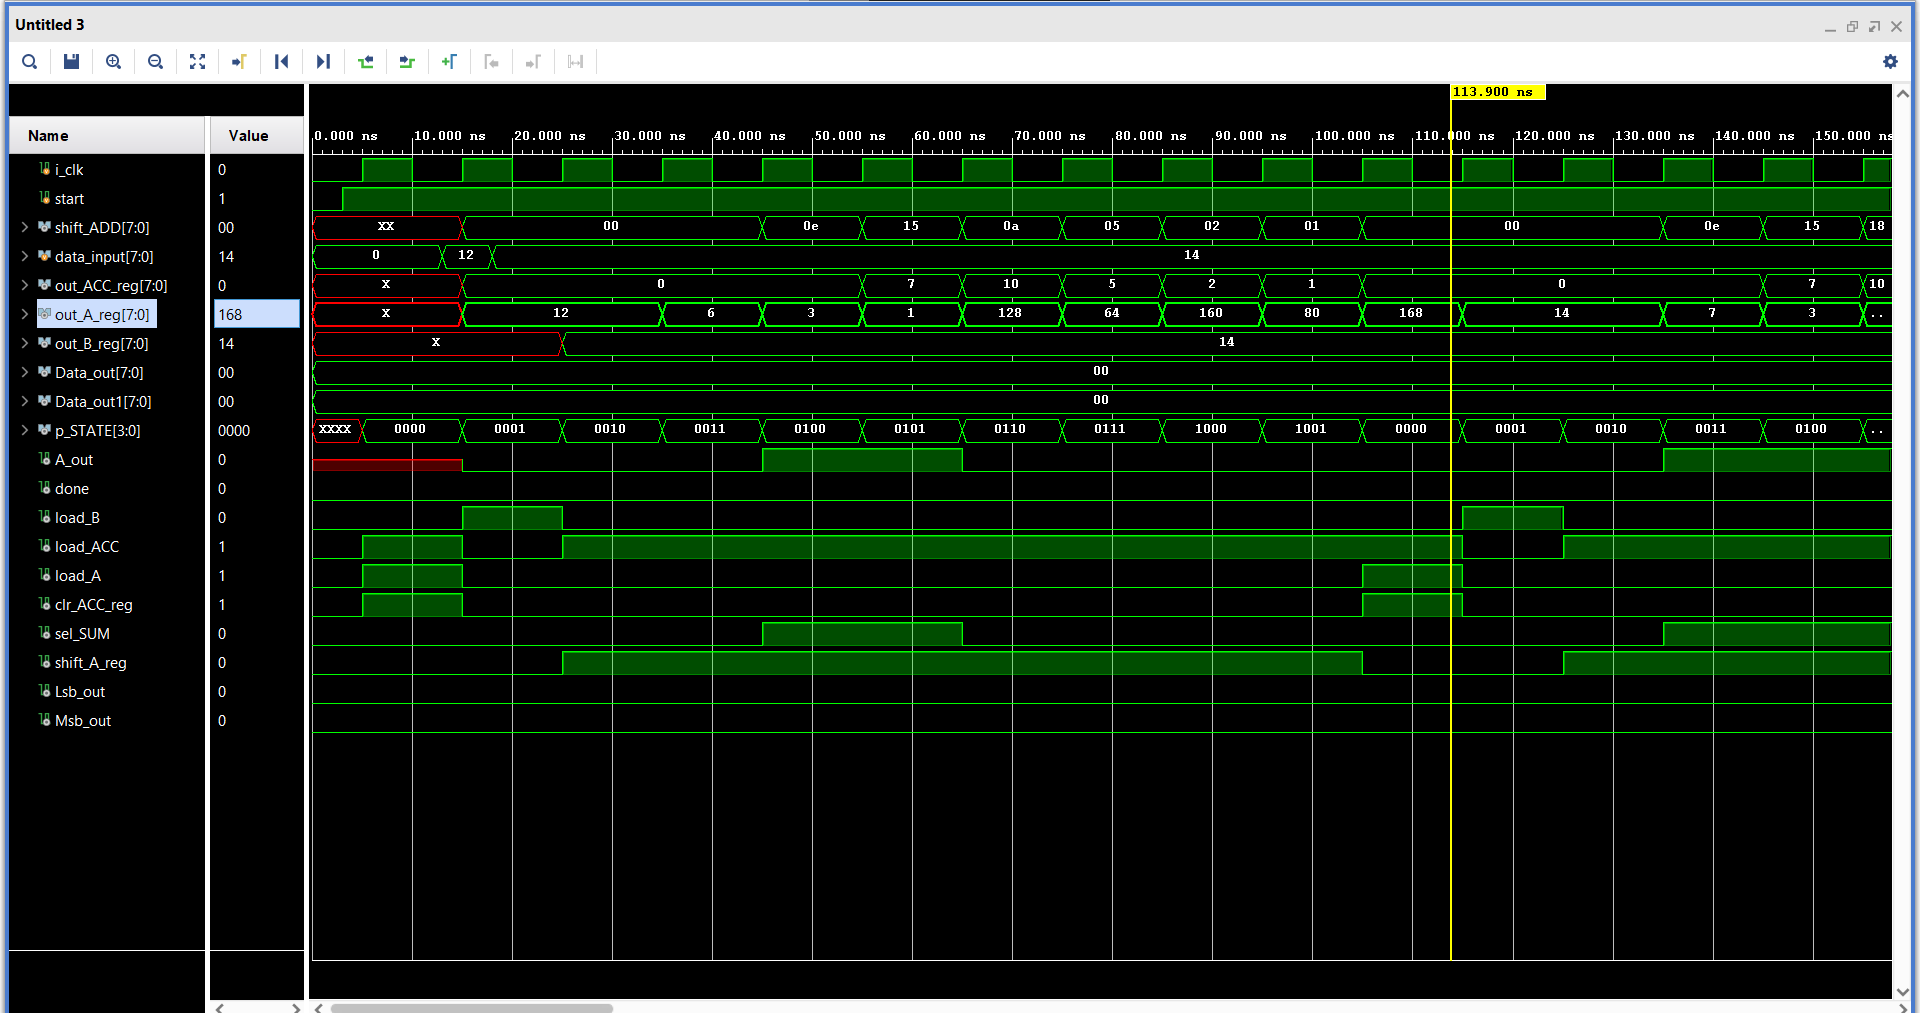 Untitled 3
113.900 ns
Name Value
0.000 ns 10.000 ns 20.000 ns 30.000 ns 40.000 ns 50.000 ns 60.000 ns 70.000 ns 80.000 ns 90.000 ns 100.000 ns 110.000 ns 120.000 ns 130.000 ns 140.000 ns 150.000 ns
i_clk 0
start 1
shift_ADD[7:0] 00 XX 00 0e 15 0a 05 02 01 00 0e 15 18
data_input[7:0] 14 0 12 14
out_ACC_reg[7:0] 0 X 0 7 10 5 2 1 0 7 10
out_A_reg[7:0] 168 X 12 6 3 1 128 64 160 80 168 14 7 3 ..
out_B_reg[7:0] 14 X 14
Data_out[7:0] 00 00
Data_out1[7:0] 00 00
p_STATE[3:0] 0000 XXXX 0000 0001 0010 0011 0100 0101 0110 0111 1000 1001 0000 0001 0010 0011 0100 ..
A_out 0
done 0
load_B 0
load_ACC 1
load_A 1
clr_ACC_reg 1
sel_SUM 0
shift_A_reg 0
Lsb_out 0
Msb_out 0